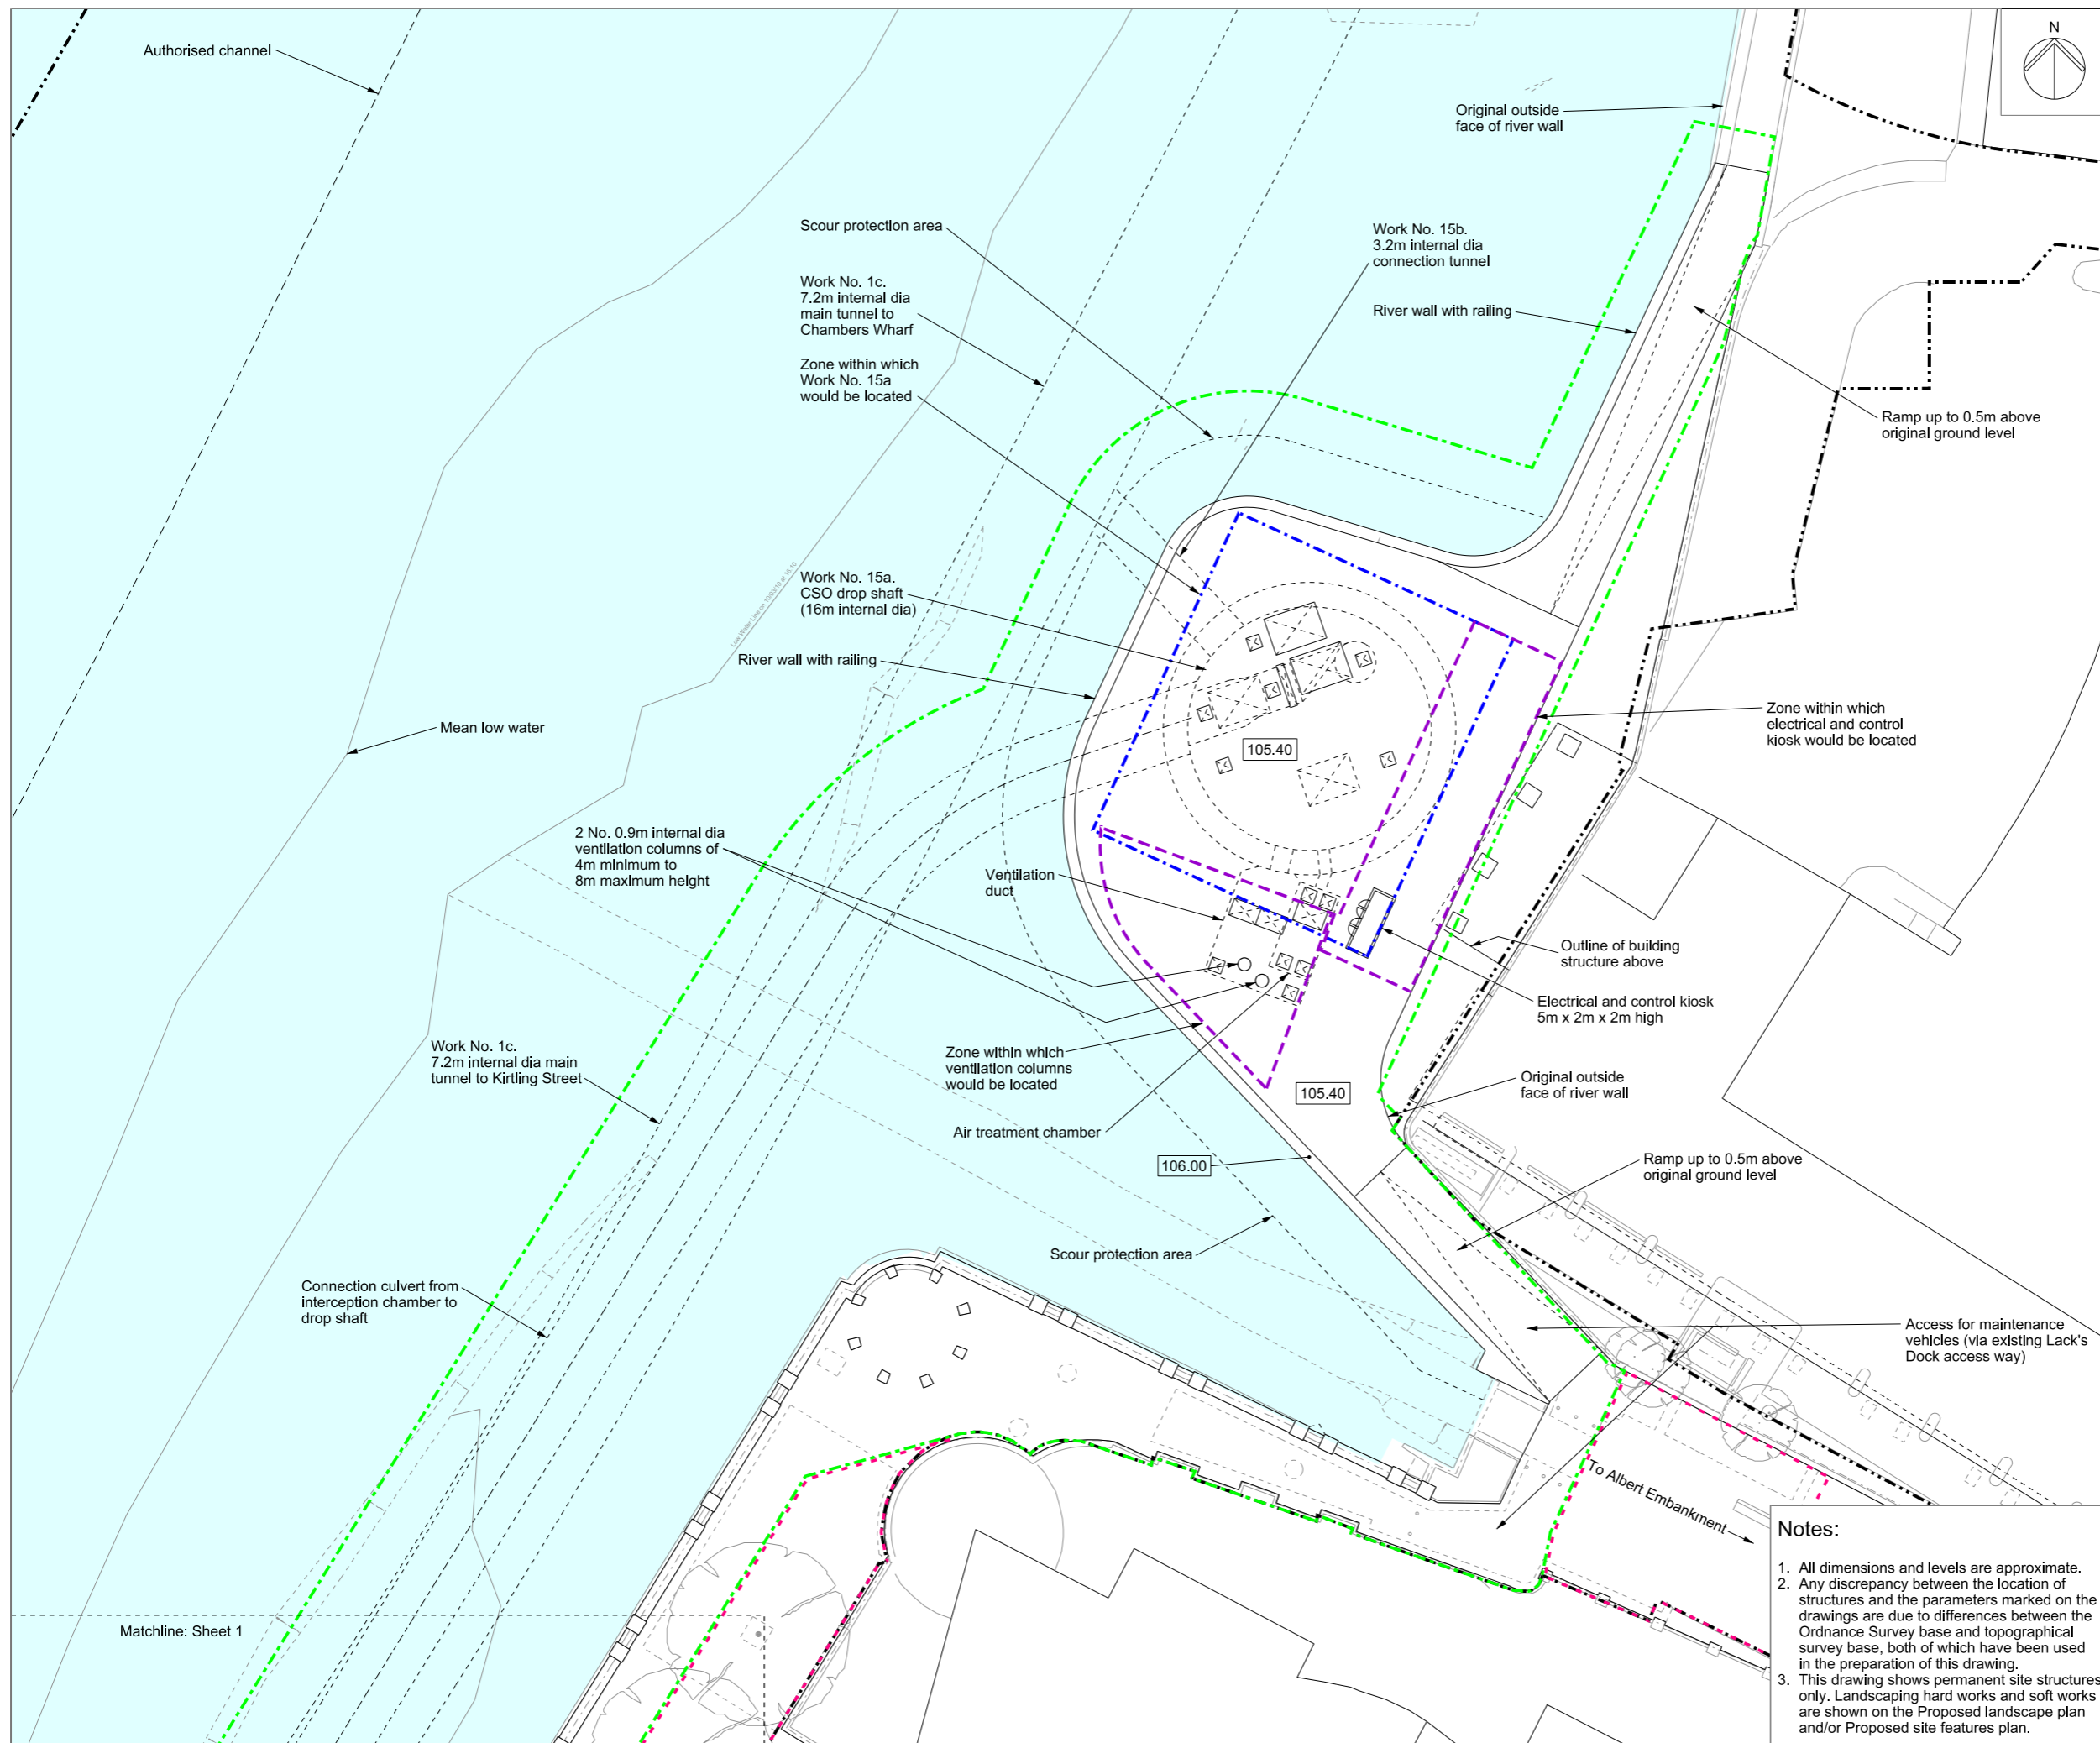 Authorised channel
N
Original outside
face of river wall
Scour protection area
Work No. 15b.
3.2m internal dia
connection tunnel
Work No. 1c.
7.2m internal dia
main tunnel to
Chambers Wharf
River wall with railing
Zone within which
Work No. 15a
would be located
Ramp up to 0.5m above
original ground level
Low Water Line on 10/03/10 at 16.10
Work No. 15a.
CSO drop shaft
(16m internal dia)
River wall with railing
Mean low water
Zone within which
electrical and control
kiosk would be located
105.40
2 No. 0.9m internal dia
ventilation columns of
4m minimum to
8m maximum height
Ventilation
duct
Outline of building
structure above
Electrical and control kiosk
5m x 2m x 2m high
Work No. 1c.
7.2m internal dia main
tunnel to Kirtling Street
Zone within which
ventilation columns
would be located
105.40
Original outside
face of river wall
Air treatment chamber
106.00
Ramp up to 0.5m above
original ground level
Scour protection area
Connection culvert from
interception chamber to
drop shaft
Access for maintenance
vehicles (via existing Lack's
Dock access way)
To Albert Embankment
Matchline: Sheet 1
Notes:
1. All dimensions and levels are approximate.
2. Any discrepancy between the location of
structures and the parameters marked on the
drawings are due to differences between the
Ordnance Survey base and topographical
survey base, both of which have been used
in the preparation of this drawing.
3. This drawing shows permanent site structures
only. Landscaping hard works and soft works
are shown on the Proposed landscape plan
and/or Proposed site features plan.